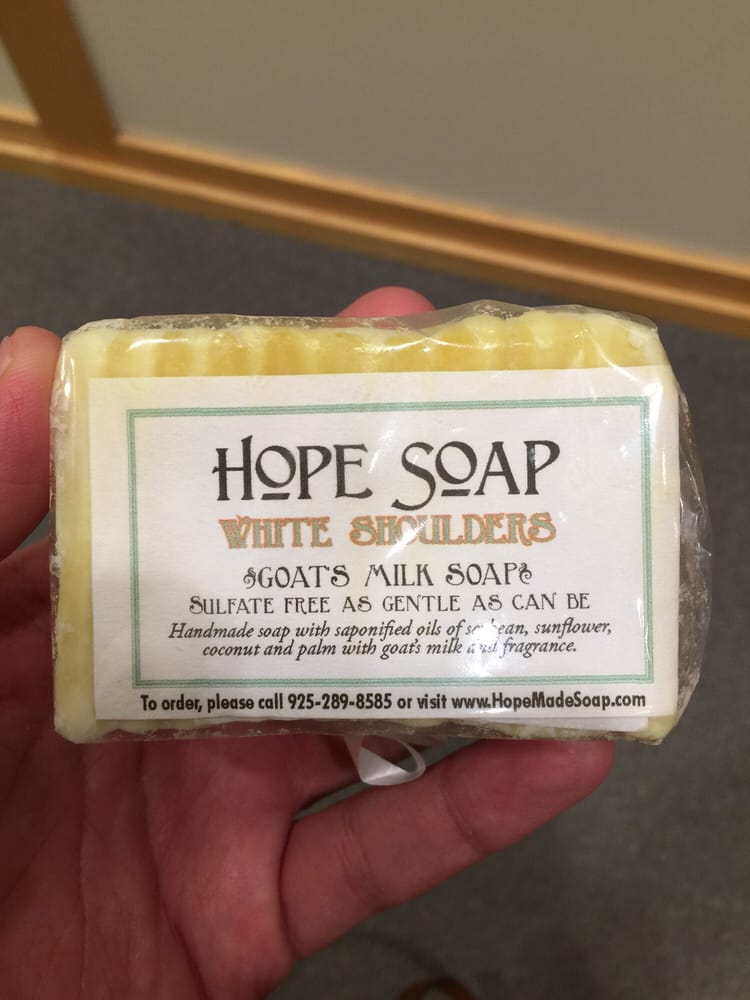 HOPE SOAP
WHITE SHOULDERS
GOAT'S MILK SOAP
SULFATE FREE AS GENTLE AS CAN BE
Handmade soap with saponified oils of soybean, sunflower,
coconut and palm with goat's milk and fragrance.
To order, please call 925-289-8585 or visit www.HopeMadeSoap.com